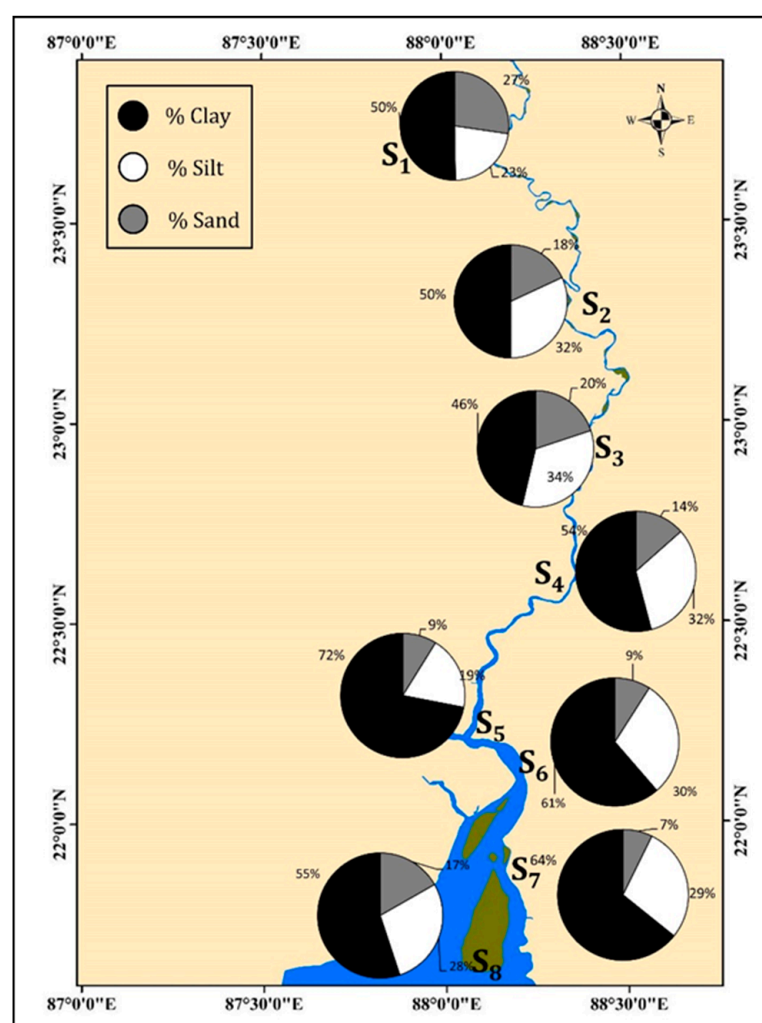 87°0'0"E 87°30'0"E 88°0'0"E 88°30'0"E
% Clay
% Silt
% Sand
N
W E
S
27%
50%
S1
23%
23°30'0"N
23°30'0"N
18%
50%
S2
32%
20%
46%
23°0'0"N
23°0'0"N
S3
34%
14%
54%
S4
32%
22°30'0"N
22°30'0"N
9%
72%
19%
S5
9%
S6
61%
30%
22°0'0"N
22°0'0"N
7%
64%
S7
29%
55%
17%
28%
S8
87°0'0"E 87°30'0"E 88°0'0"E 88°30'0"E